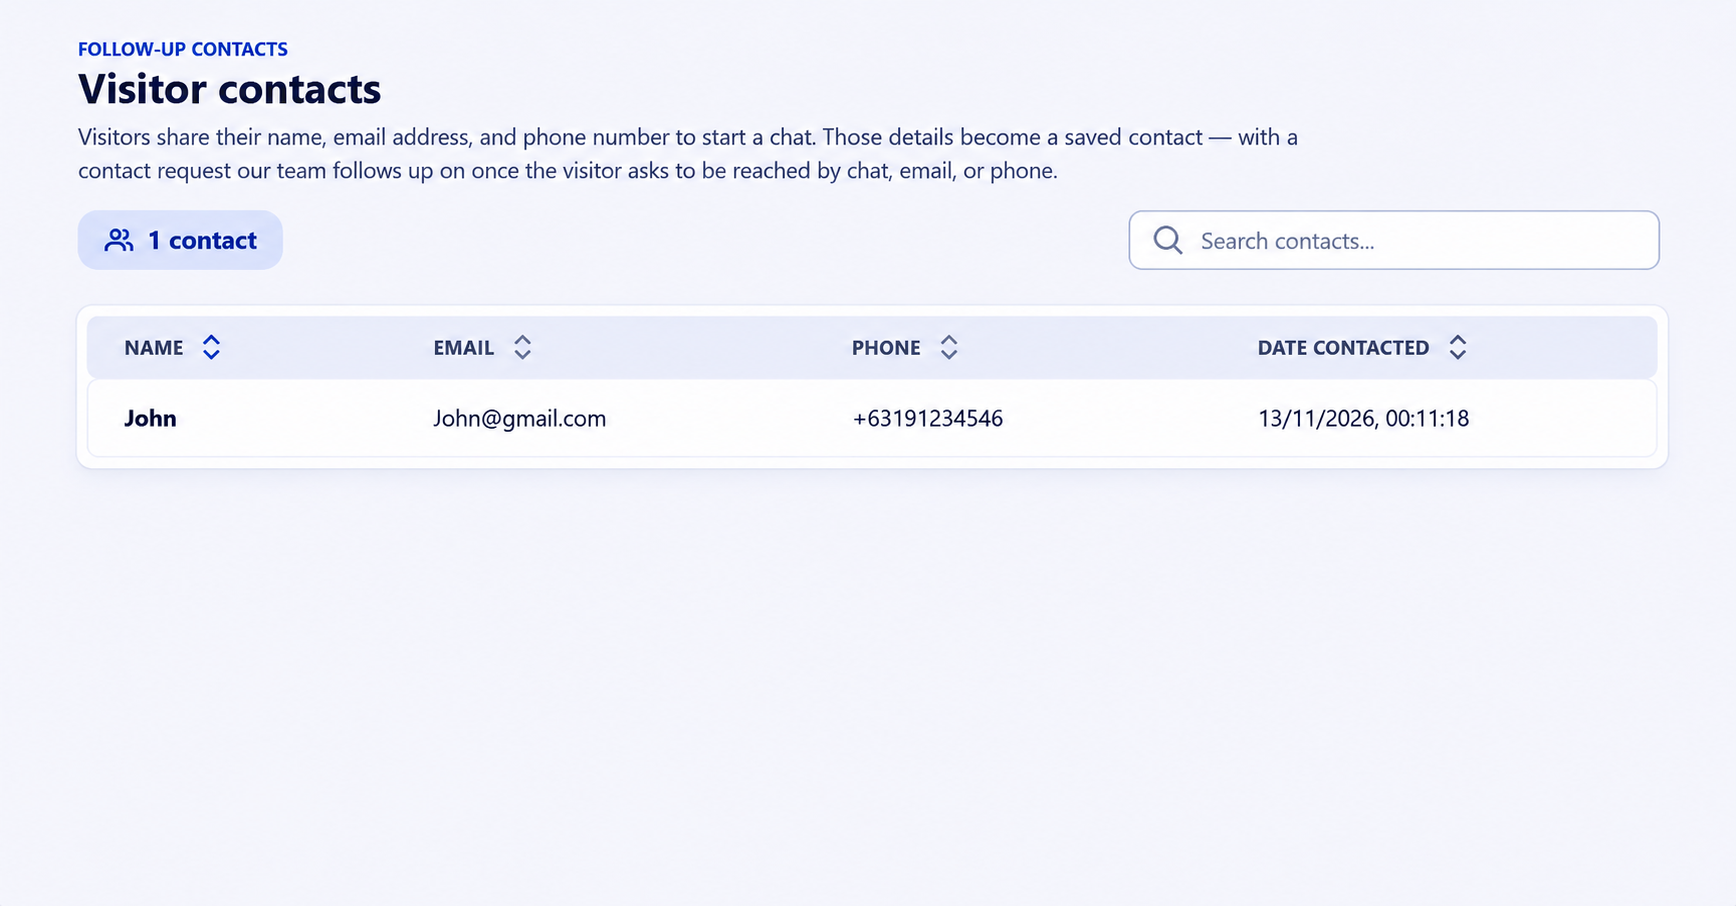 FOLLOW-UP CONTACTS
Visitor contacts
Visitors share their name, email address, and phone number to start a chat. Those details become a saved contact — with a
contact request our team follows up on once the visitor asks to be reached by chat, email, or phone.
1 contact
Search contacts...
NAME EMAIL PHONE DATE CONTACTED
John John@gmail.com +63191234546 13/11/2026, 00:11:18